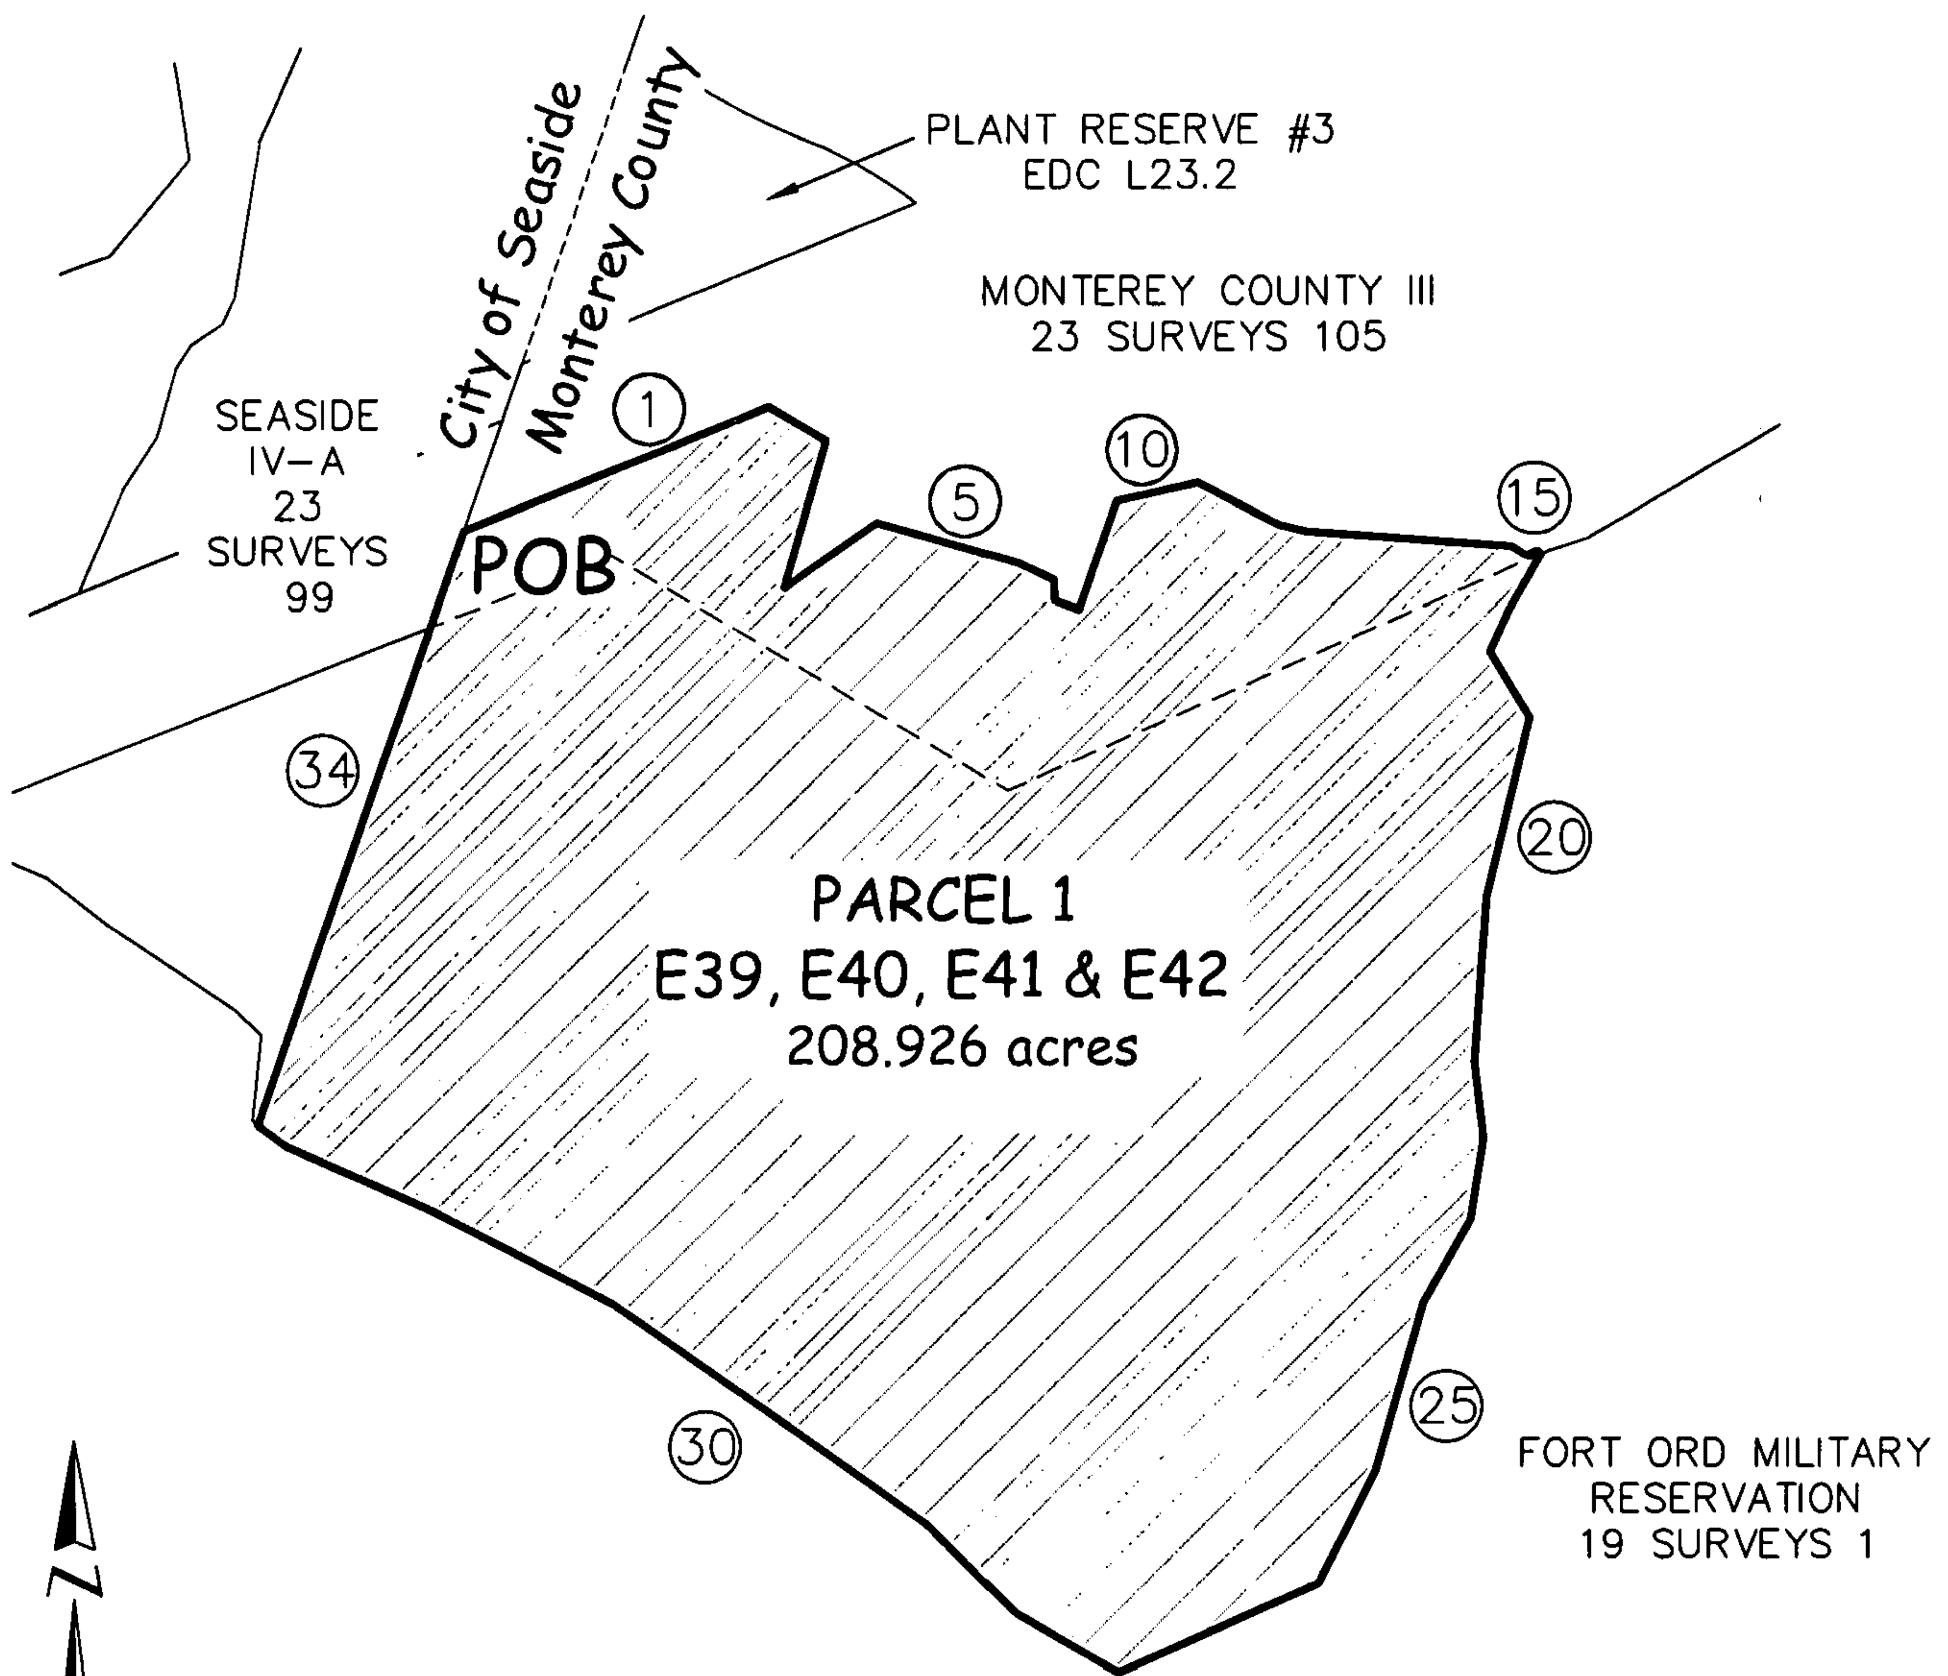 City of Seaside
Monterey County
PLANT RESERVE #3
EDC L23.2
MONTEREY COUNTY III
23 SURVEYS 105
SEASIDE
IV-A
23
SURVEYS
99
1
5
10
15
POB
34
20
PARCEL 1
E39, E40, E41 & E42
208.926 acres
25
30
FORT ORD MILITARY
RESERVATION
19 SURVEYS 1
N